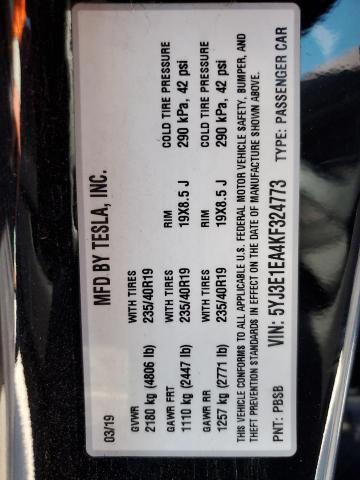 MFD BY TESLA, INC.
03/19
GVWR WITH TIRES RIM COLD TIRE PRESSURE
2180 kg (4806 lb) 235/40R19 19X8.5 J 290 kPa, 42 psi
GAWR FRT WITH TIRES RIM COLD TIRE PRESSURE
1110 kg (2447 lb) 235/40R19 19X8.5 J 290 kPa, 42 psi
GAWR RR WITH TIRES
1257 kg (2771 lb) 235/40R19
THIS VEHICLE CONFORMS TO ALL APPLICABLE U.S. FEDERAL MOTOR VEHICLE SAFETY, BUMPER, AND
THEFT PREVENTION STANDARDS IN EFFECT ON THE DATE OF MANUFACTURE SHOWN ABOVE.
VIN: 5YJ3E1EA4KF324773
PNT: PBSB TYPE: PASSENGER CAR